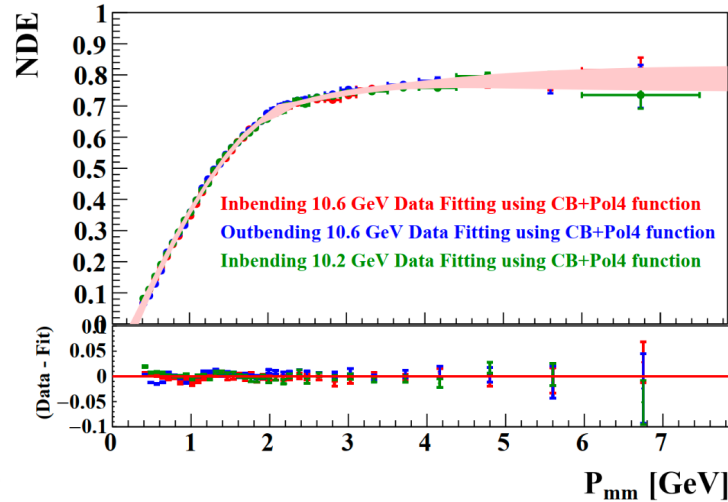 NDE
1
0.9
0.8
0.7
0.6
0.5
0.4
0.3
0.2
0.1
0
Inbending 10.6 GeV Data Fitting using CB+Pol4 function
Outbending 10.6 GeV Data Fitting using CB+Pol4 function
Inbending 10.2 GeV Data Fitting using CB+Pol4 function
(Data - Fit)
0.05
0
−0.05
−0.1
0 1 2 3 4 5 6 7
Pmm [GeV]